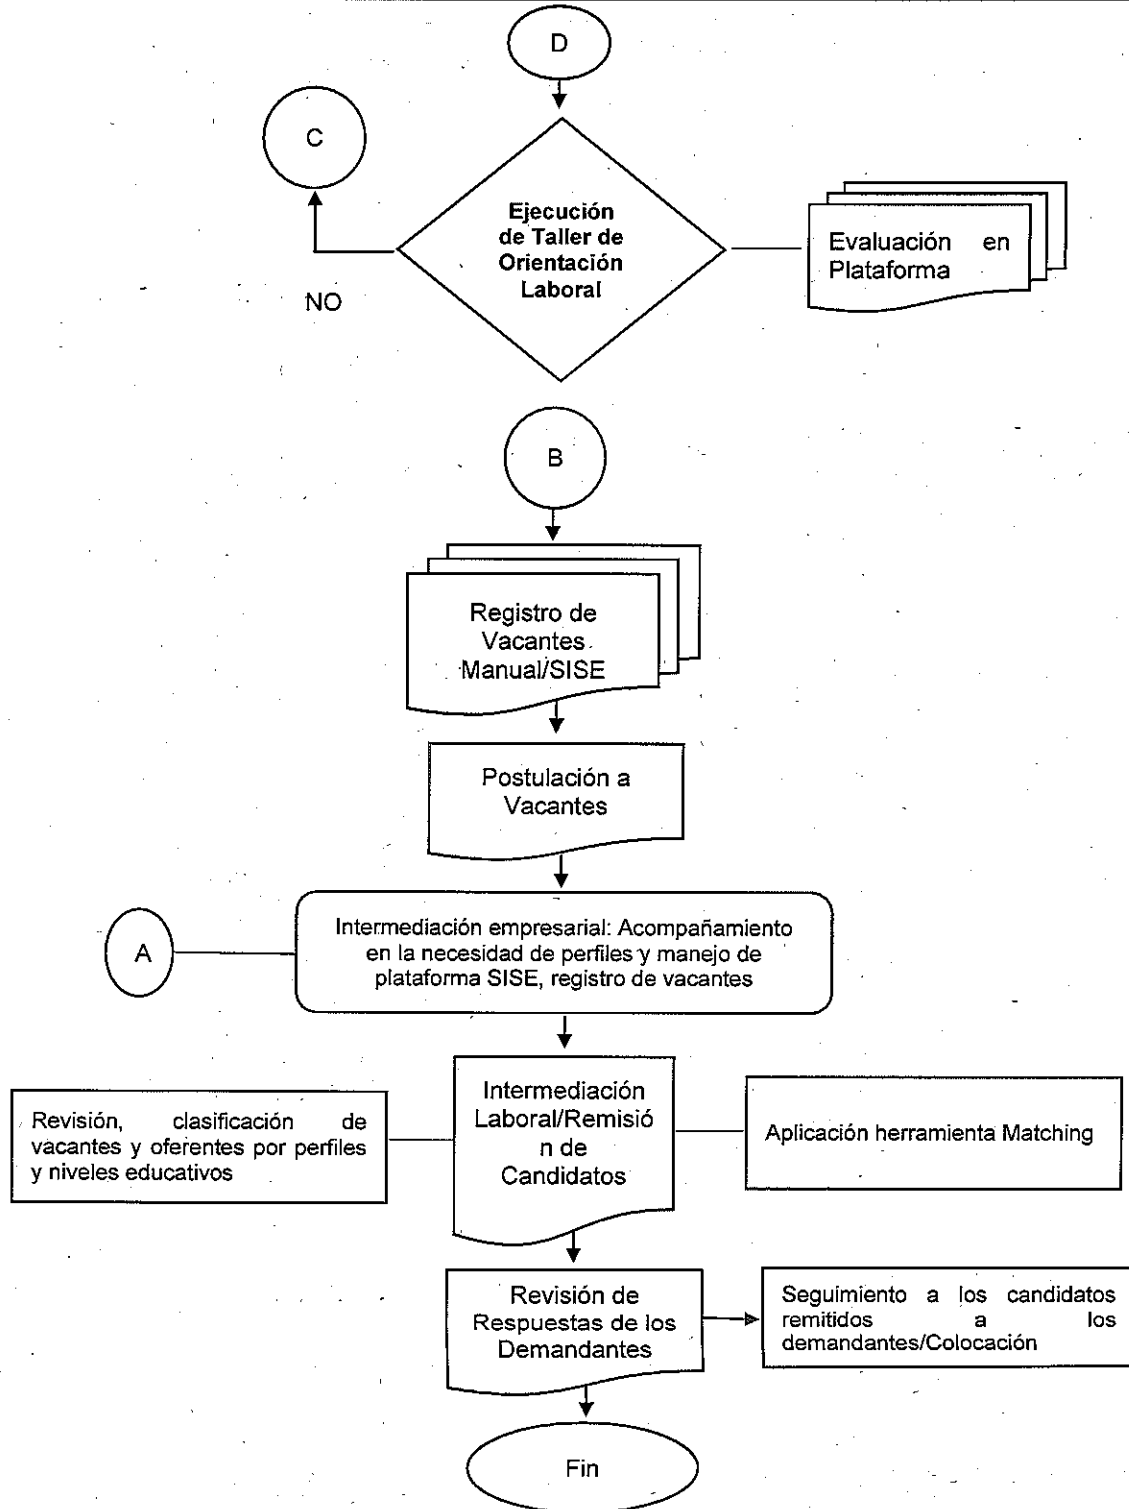 D
C
Ejecución
de Taller de
Orientación
Laboral
Evaluación en
Plataforma
NO
B
Registro de
Vacantes
Manual/SISE
Postulación a
Vacantes
A
Intermediación empresarial: Acompañamiento
en la necesidad de perfiles y manejo de
plataforma SISE, registro de vacantes
Revisión, clasificación de
vacantes y oferentes por perfiles
y niveles educativos
Intermediación
Laboral/Remisió
n de
Candidatos
Aplicación herramienta Matching
Revisión de
Respuestas de los
Demandantes
Seguimiento a los candidatos
remitidos a los
demandantes/Colocación
Fin